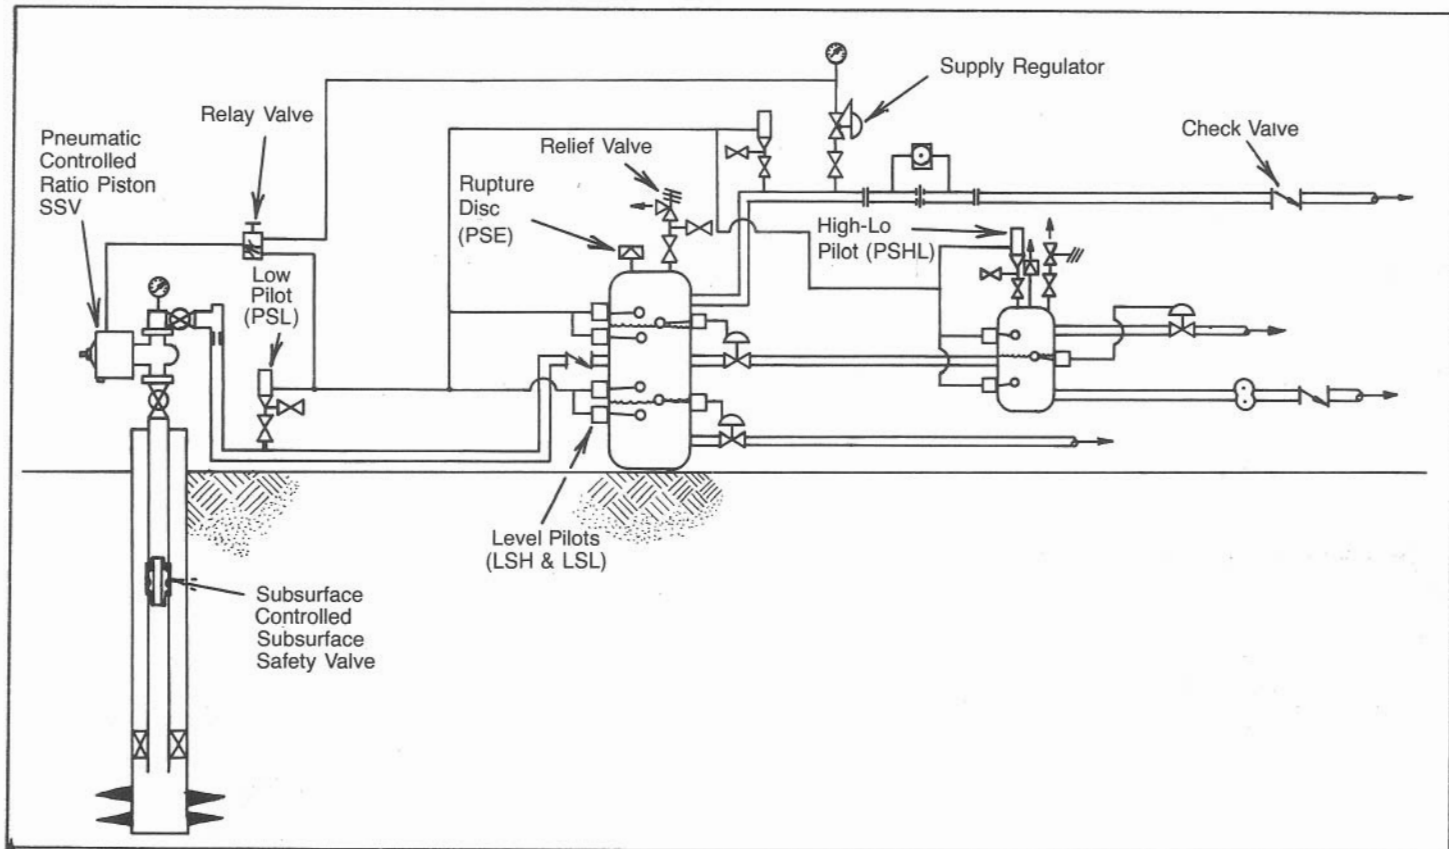 Supply Regulator
Relay Valve
Check Valve
Pneumatic
Controlled
Ratio Piston
SSV
Relief Valve
Rupture
Disc
(PSE)
High-Lo
Pilot (PSHL)
Low
Pilot
(PSL)
Level Pilots
(LSH & LSL)
Subsurface
Controlled
Subsurface
Safety Valve